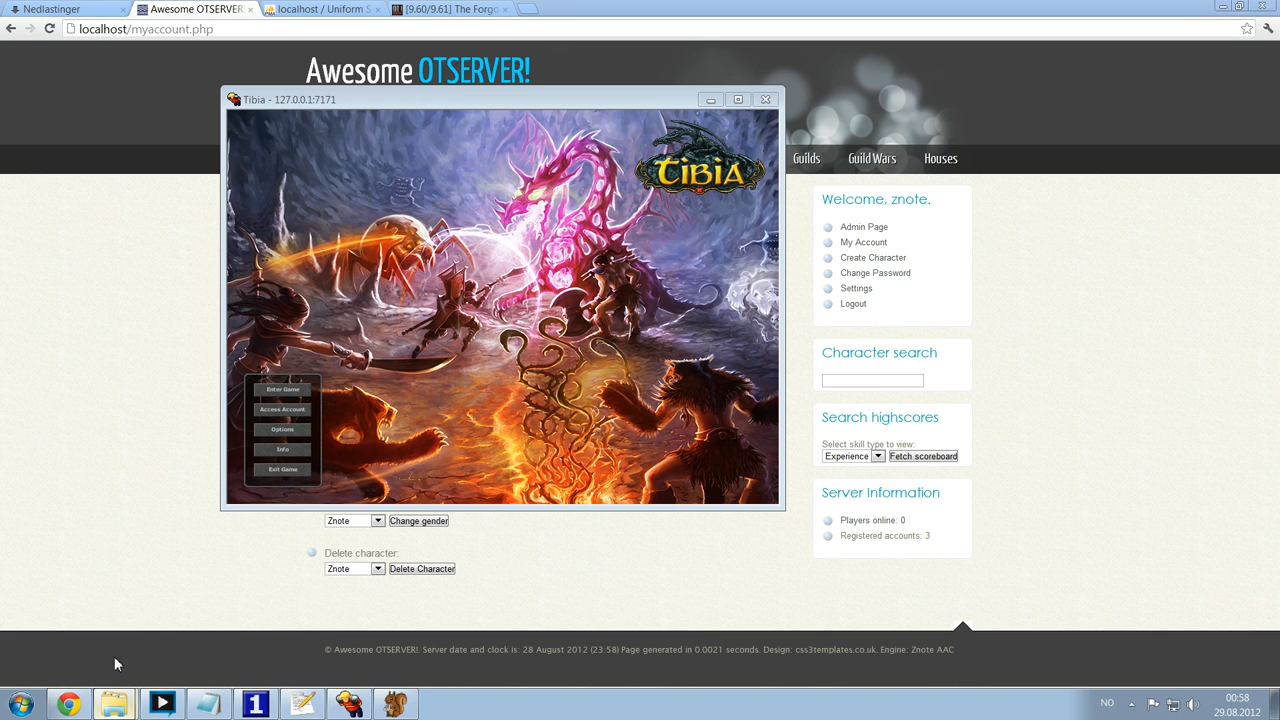 Nedlastinger
Awesome OTSERVER!
localhost / Uniform S
[9.60/9.61] The Forgo
localhost/myaccount.php
Awesome OTSERVER!
Tibia - 127.0.0.1:7171
TIBIA
Guilds
Guild Wars
Houses
Enter Game
Access Account
Options
Info
Exit Game
Welcome, znote.
Admin Page
My Account
Create Character
Change Password
Settings
Logout
Character search
Search highscores
Select skill type to view:
Experience
Fetch scoreboard
Server Information
Players online: 0
Registered accounts: 3
Znote
Change gender
Delete character:
Znote
Delete Character
© Awesome OTSERVER!. Server date and clock is: 28 August 2012 (23:58) Page generated in 0.0021 seconds. Design: css3templates.co.uk. Engine: Znote AAC
1
NO
00:58
29.08.2012